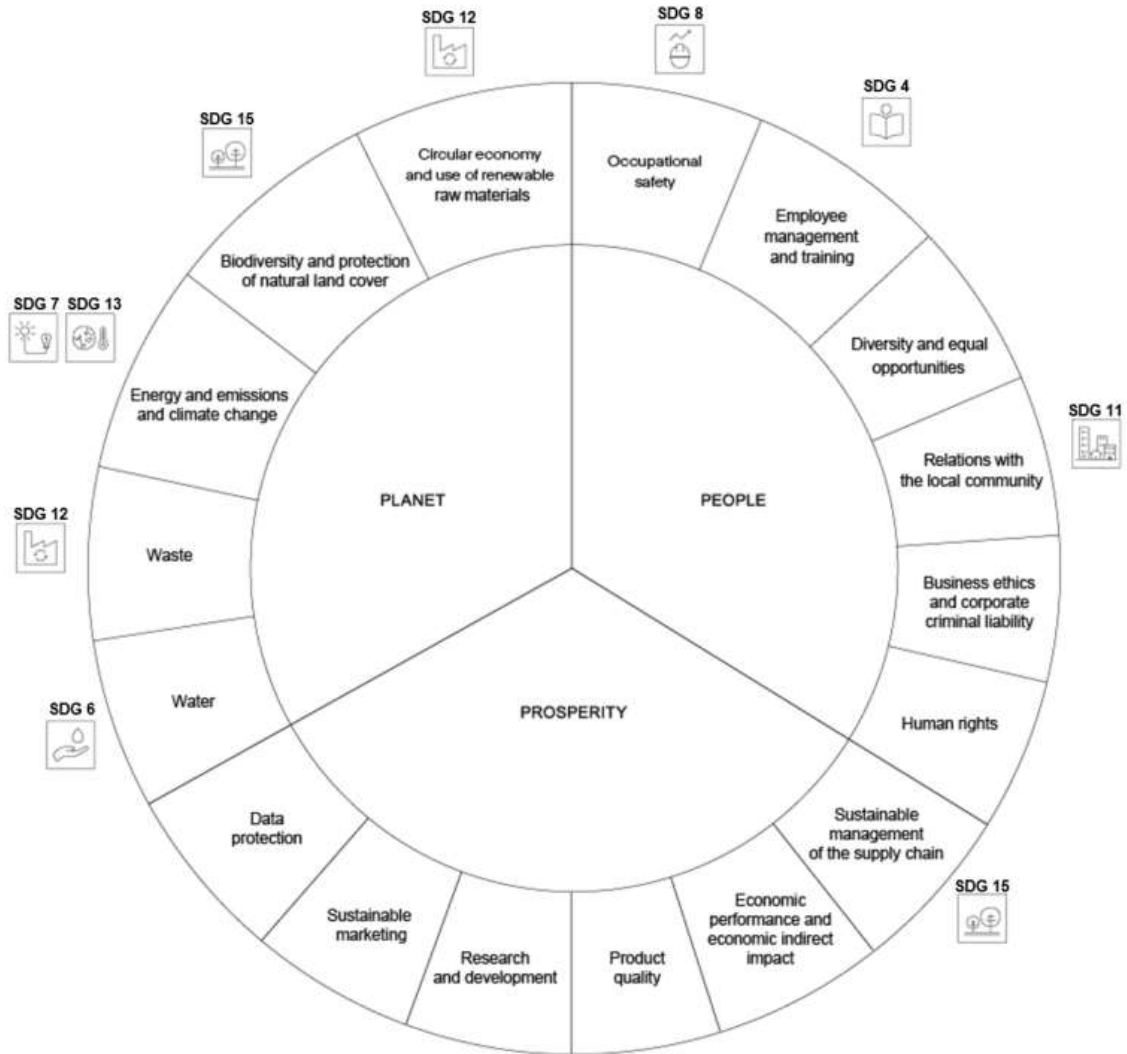 SDG 12
SDG 8
SDG 4
SDG 15
Circular economy
and use of renewable
raw materials
Occupational
safety
Employee
management
and training
Biodiversity and protection
of natural land cover
SDG 7
SDG 13
Diversity and equal
opportunities
Energy and emissions
and climate change
SDG 11
Relations with
the local community
PLANET
PEOPLE
SDG 12
Waste
Business ethics
and corporate
criminal liability
SDG 6
Water
PROSPERITY
Human rights
Data
protection
Sustainable
management
of the supply chain
SDG 15
Sustainable
marketing
Economic
performance and
economic indirect
impact
Research
and development
Product
quality